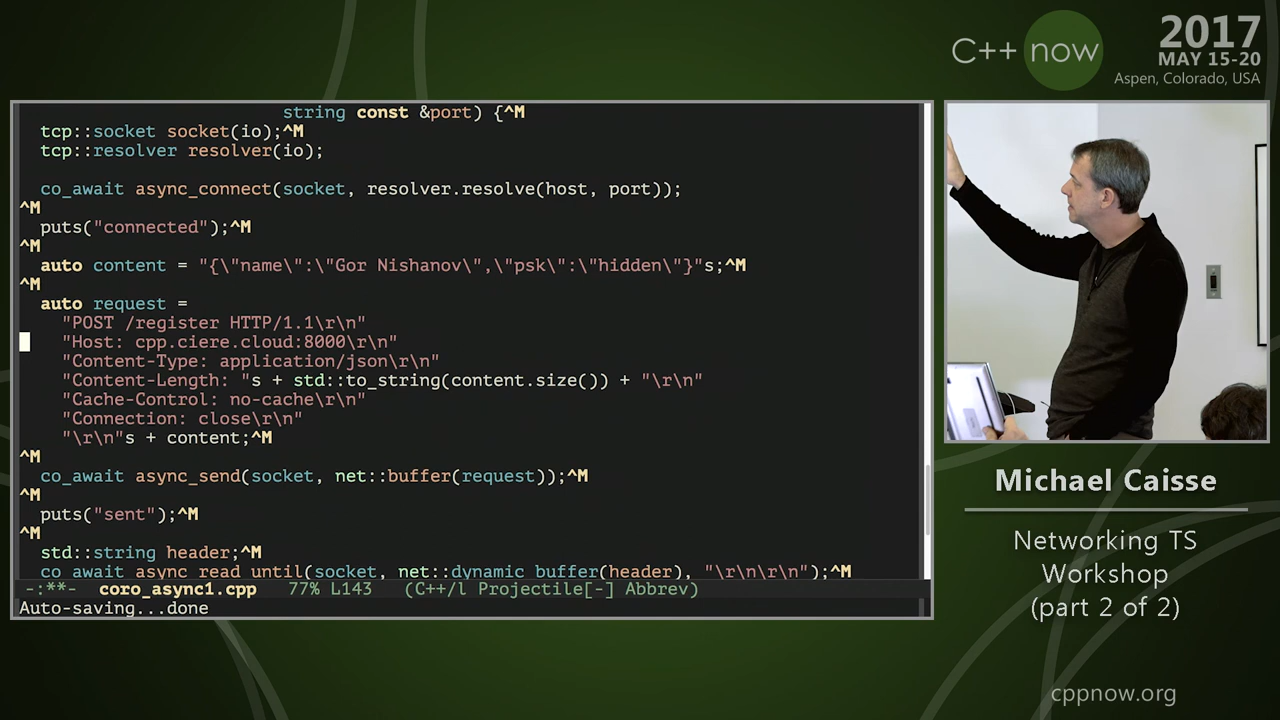 C++ now
2017
MAY 15-20
Aspen, Colorado, USA
string const &port) {^M
tcp::socket socket(io);^M
tcp::resolver resolver(io);
co_await async_connect(socket, resolver.resolve(host, port));
^M
puts("connected");^M
^M
auto content = "{\"name\":\"Gor Nishanov\",\"psk\":\"hidden\"}"s;^M
^M
auto request =
"POST /register HTTP/1.1\r\n"
"Host: cpp.ciere.cloud:8000\r\n"
"Content-Type: application/json\r\n"
"Content-Length: "s + std::to_string(content.size()) + "\r\n"
"Cache-Control: no-cache\r\n"
"Connection: close\r\n"
"\r\n"s + content;^M
^M
co_await async_send(socket, net::buffer(request));^M
^M
puts("sent");^M
^M
std::string header;^M
co_await async_read_until(socket, net::dynamic_buffer(header), "\r\n\r\n");^M
-:**- coro_async1.cpp 77% L143 (C++/l Projectile[-] Abbrev)
Auto-saving...done
Michael Caisse
Networking TS
Workshop
(part 2 of 2)
cppnow.org